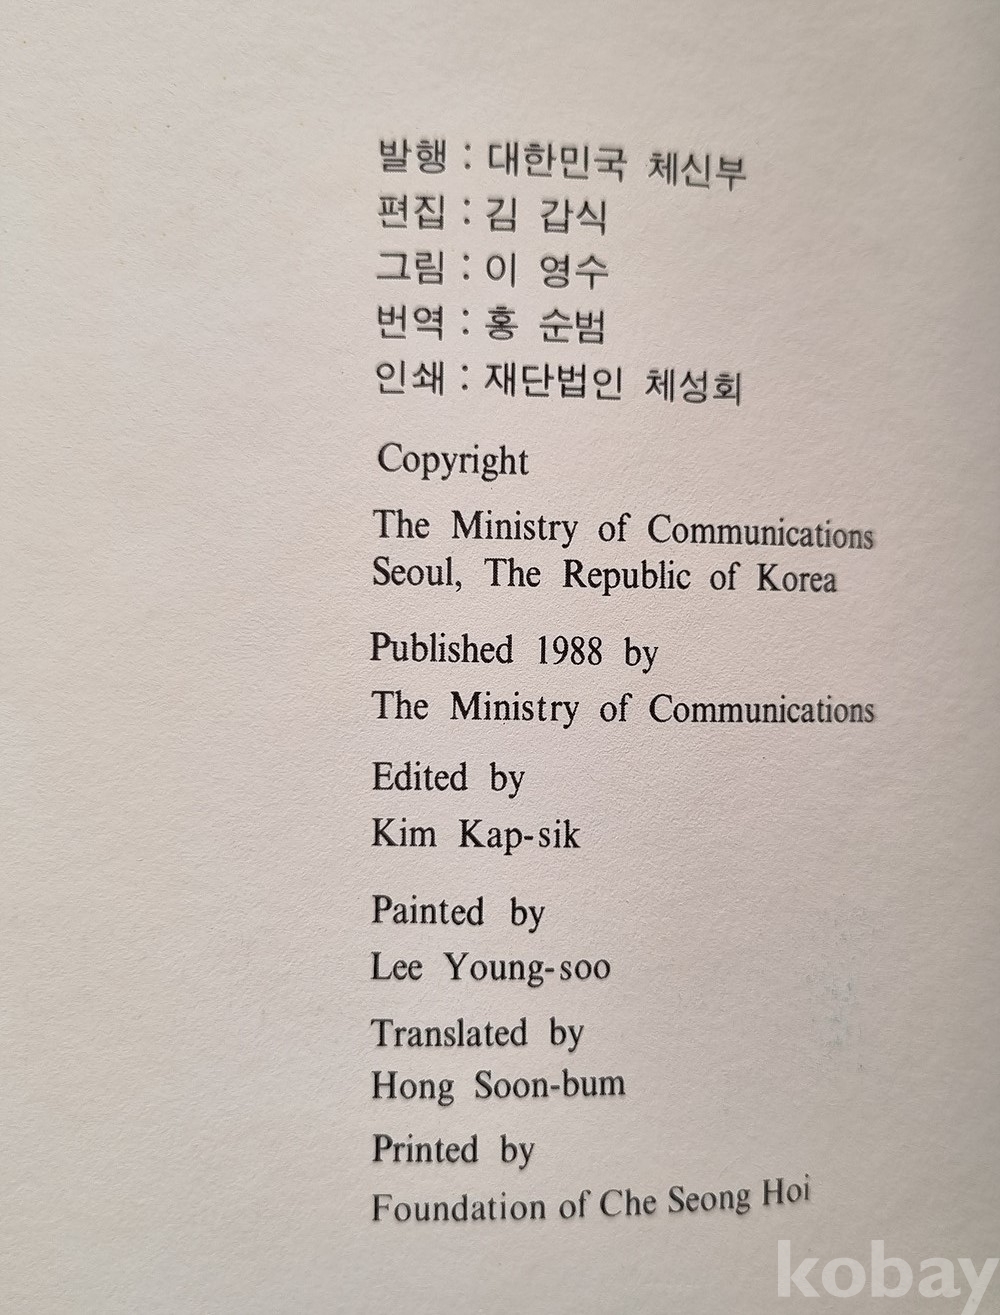 발행 : 대한민국 체신부
편집 : 김 갑식
그림 : 이 영수
번역 : 홍 순범
인쇄 : 재단법인 체성회
Copyright
The Ministry of Communications
Seoul, The Republic of Korea
Published 1988 by
The Ministry of Communications
Edited by
Kim Kap-sik
Painted by
Lee Young-soo
Translated by
Hong Soon-bum
Printed by
Foundation of Che Seong Hoi
kobay